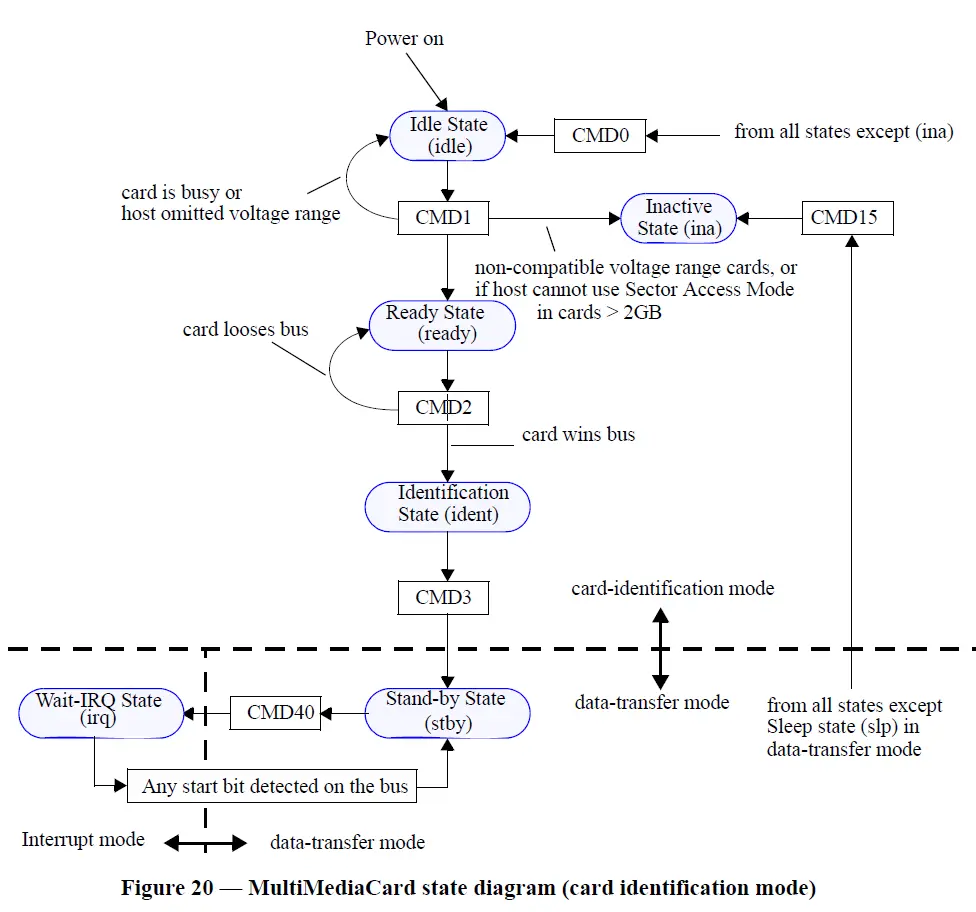 Power on
Idle State
(idle)
CMD0
from all states except (ina)
card is busy or
host omitted voltage range
CMD1
Inactive
State (ina)
CMD15
non-compatible voltage range cards, or
if host cannot use Sector Access Mode
in cards > 2GB
Ready State
(ready)
card looses bus
CMD2
card wins bus
Identification
State (ident)
CMD3
card-identification mode
data-transfer mode
Wait-IRQ State
(irq)
CMD40
Stand-by State
(stby)
from all states except
Sleep state (slp) in
data-transfer mode
Any start bit detected on the bus
Interrupt mode
data-transfer mode
Figure 20 — MultiMediaCard state diagram (card identification mode)